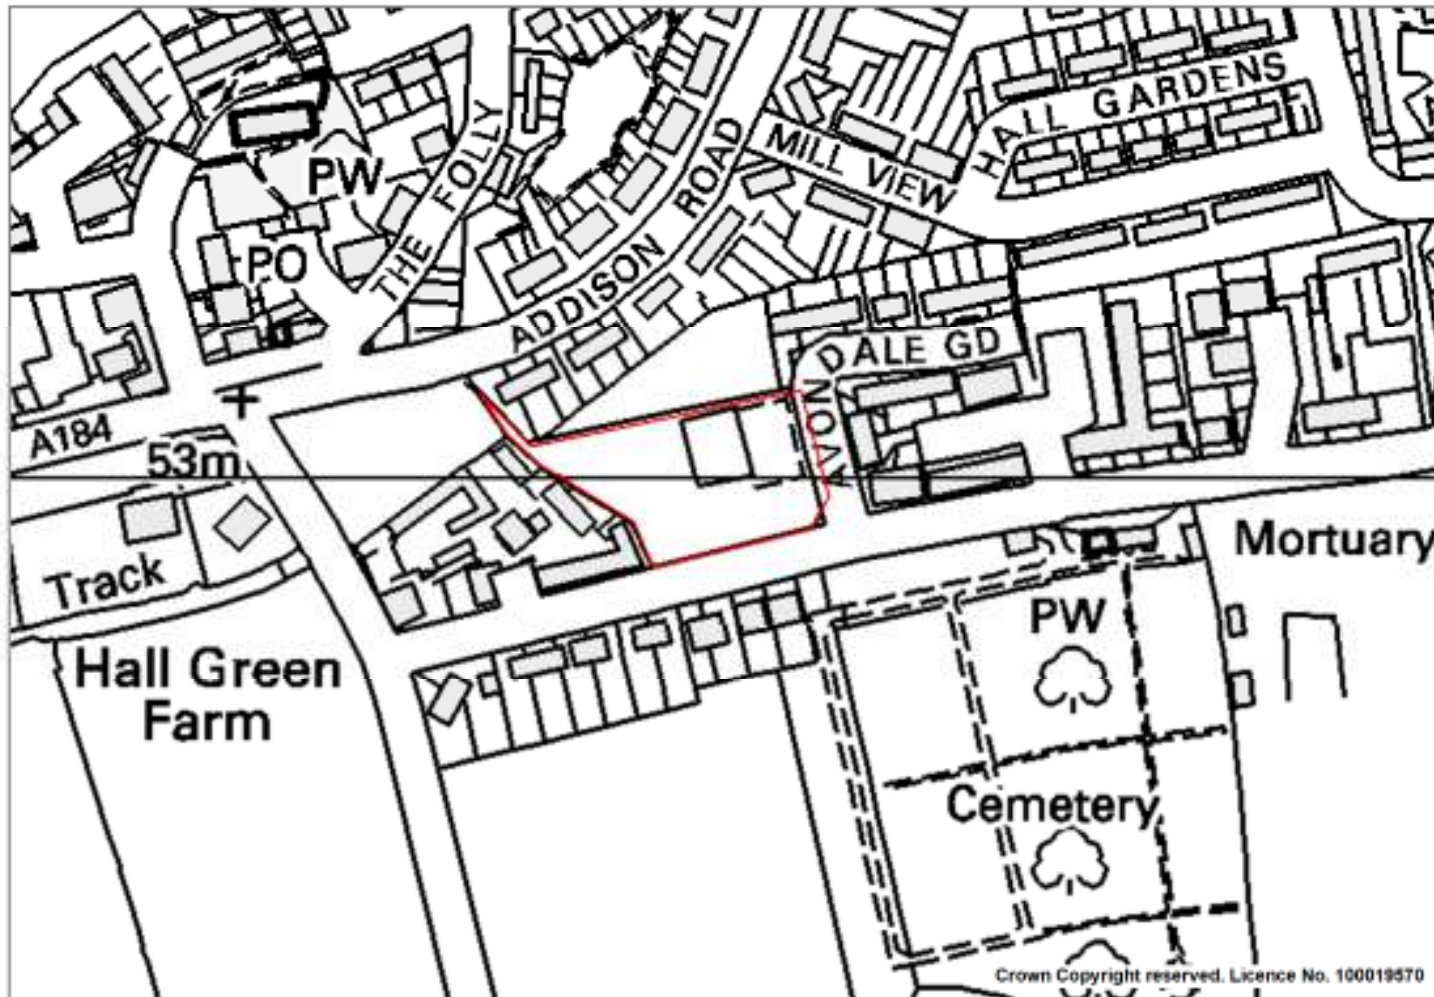 HALL GARDENS
MILL VIEW
PW
THE FOLLY
ADDISON ROAD
PO
AVONDALE GD
A184
53m
Track
Mortuary
PW
Hall Green
Farm
Cemetery
Crown Copyright reserved. Licence No. 100019570